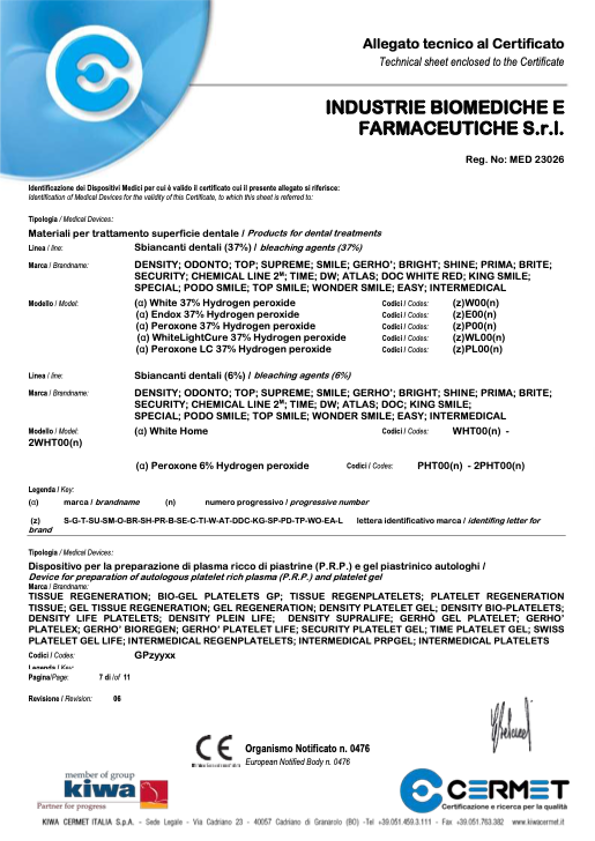 Allegato tecnico al Certificato
Technical sheet enclosed to the Certificate
INDUSTRIE BIOMEDICHE E
FARMACEUTICHE S.r.l.
Reg. No: MED 23026
Identificazione dei Dispositivi Medici per cui è valido il certificato cui il presente allegato si riferisce:
Identification of Medical Devices for the validity of this Certificate, to which this sheet is referred to:
Tipologia / Medical Devices:
Materiali per trattamento superficie dentale / Products for dental treatments
Linea / line: Sbiancanti dentali (37%) / bleaching agents (37%)
Marca / Brandname: DENSITY; ODONTO; TOP; SUPREME; SMILE; GERHO'; BRIGHT; SHINE; PRIMA; BRITE;
SECURITY; CHEMICAL LINE 2ᴹ; TIME; DW; ATLAS; DOC WHITE RED; KING SMILE;
SPECIAL; PODO SMILE; TOP SMILE; WONDER SMILE; EASY; INTERMEDICAL
Modello / Model: (α) White 37% Hydrogen peroxide Codici / Codes: (z)W00(n)
(α) Endox 37% Hydrogen peroxide Codici / Codes: (z)E00(n)
(α) Peroxone 37% Hydrogen peroxide Codici / Codes: (z)P00(n)
(α) WhiteLightCure 37% Hydrogen peroxide Codici / Codes: (z)WL00(n)
(α) Peroxone LC 37% Hydrogen peroxide Codici / Codes: (z)PL00(n)
Linea / line: Sbiancanti dentali (6%) / bleaching agents (6%)
Marca / Brandname: DENSITY; ODONTO; TOP; SUPREME; SMILE; GERHO'; BRIGHT; SHINE; PRIMA; BRITE;
SECURITY; CHEMICAL LINE 2ᴹ; TIME; DW; ATLAS; DOC; KING SMILE;
SPECIAL; PODO SMILE; TOP SMILE; WONDER SMILE; EASY; INTERMEDICAL
Modello / Model: (α) White Home Codici / Codes: WHT00(n) -
2WHT00(n)
(α) Peroxone 6% Hydrogen peroxide Codici / Codes: PHT00(n) - 2PHT00(n)
Legenda / Key:
(α) marca / brandname (n) numero progressivo / progressive number
(z) S-G-T-SU-SM-O-BR-SH-PR-B-SE-C-TI-W-AT-DDC-KG-SP-PD-TP-WO-EA-L lettera identificativo marca / identifing letter for
brand
Tipologia / Medical Devices:
Dispositivo per la preparazione di plasma ricco di piastrine (P.R.P.) e gel piastrinico autologhi /
Device for preparation of autologous platelet rich plasma (P.R.P.) and platelet gel
Marca / Brandname:
TISSUE REGENERATION; BIO-GEL PLATELETS GP; TISSUE REGENPLATELETS; PLATELET REGENERATION
TISSUE; GEL TISSUE REGENERATION; GEL REGENERATION; DENSITY PLATELET GEL; DENSITY BIO-PLATELETS;
DENSITY LIFE PLATELETS; DENSITY PLEIN LIFE; DENSITY SUPRALIFE; GERHÒ GEL PLATELET; GERHO'
PLATELEX; GERHO' BIOREGEN; GERHO' PLATELET LIFE; SECURITY PLATELET GEL; TIME PLATELET GEL; SWISS
PLATELET GEL LIFE; INTERMEDICAL REGENPLATELETS; INTERMEDICAL PRPGEL; INTERMEDICAL PLATELETS
Codici / Codes: GPzyyxx
Legenda / Key:
Pagina/Page: 7 di /of 11
Revisione / Revision: 06
CE Organismo Notificato n. 0476
European Notified Body n. 0476
member of group
kiwa
Partner for progress
CERMET
Certificazione e ricerca per la qualità
KIWA CERMET ITALIA S.p.A. - Sede Legale - Via Cadriano 23 - 40057 Cadriano di Granarolo (BO) -Tel +39.051.459.3.111 - Fax +39.051.763.382 www.kiwacermet.it